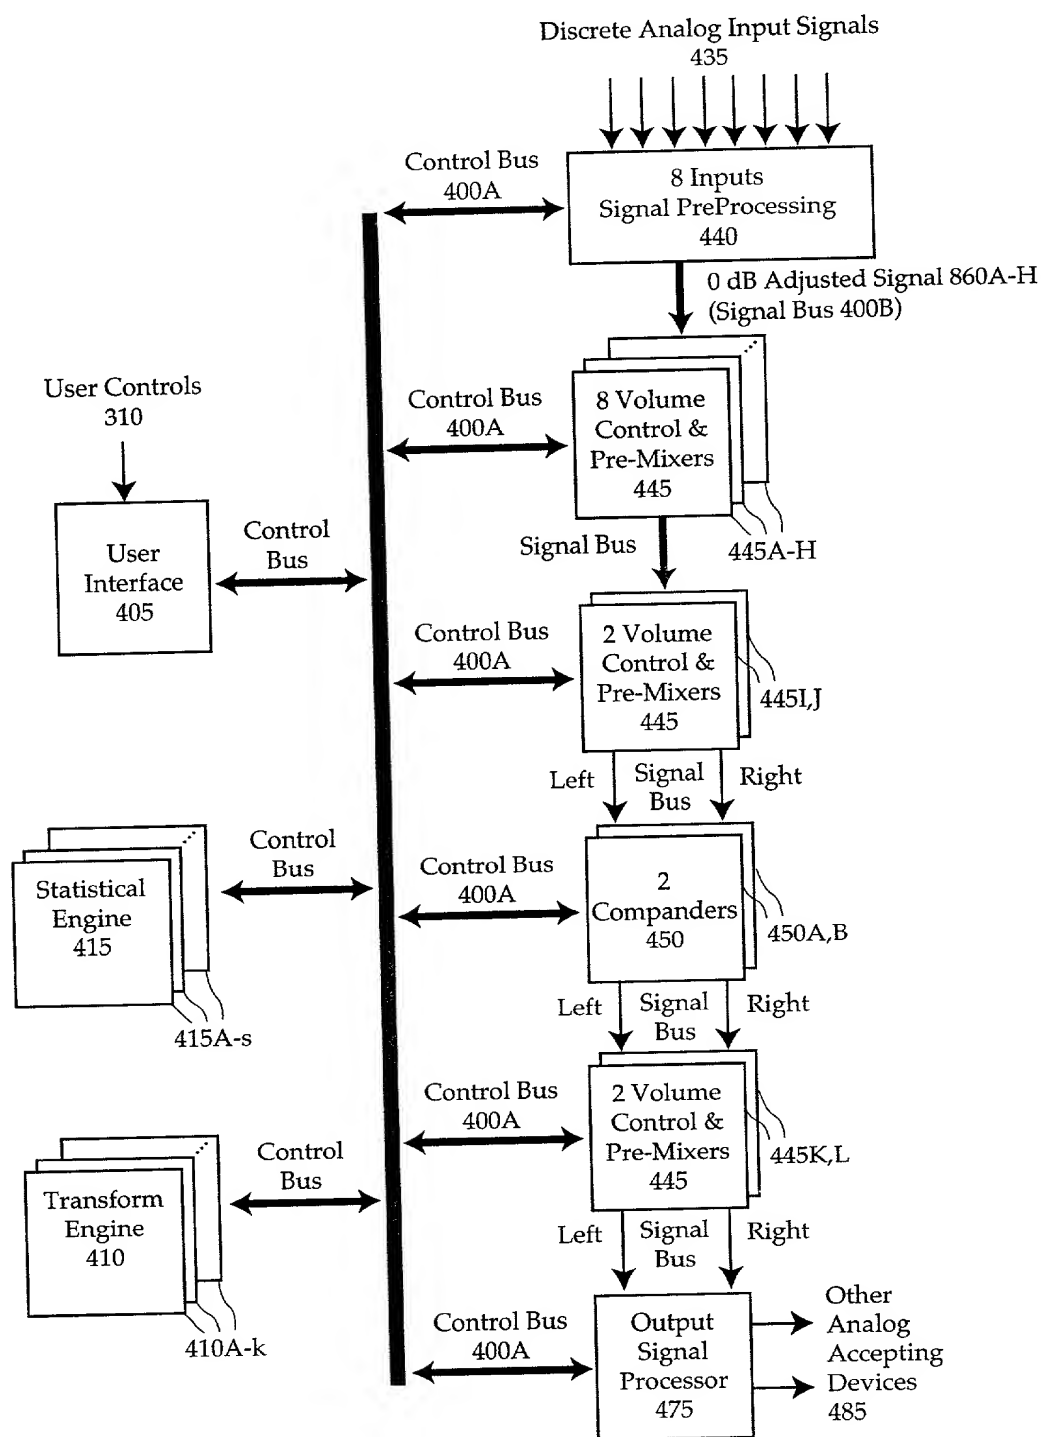 Discrete Analog Input Signals
435
Control Bus
400A
8 Inputs
Signal PreProcessing
440
0 dB Adjusted Signal 860A-H
(Signal Bus 400B)
User Controls
310
Control Bus
400A
8 Volume
Control &
Pre-Mixers
445
445A-H
User
Interface
405
Control
Bus
Signal Bus
Control Bus
400A
2 Volume
Control &
Pre-Mixers
445
445I,J
Left
Signal
Bus
Right
Statistical
Engine
415
415A-s
Control
Bus
Control Bus
400A
2
Companders
450
450A,B
Left
Signal
Bus
Right
Transform
Engine
410
410A-k
Control
Bus
Control Bus
400A
2 Volume
Control &
Pre-Mixers
445
445K,L
Left
Signal
Bus
Right
Control Bus
400A
Output
Signal
Processor
475
Other
Analog
Accepting
Devices
485